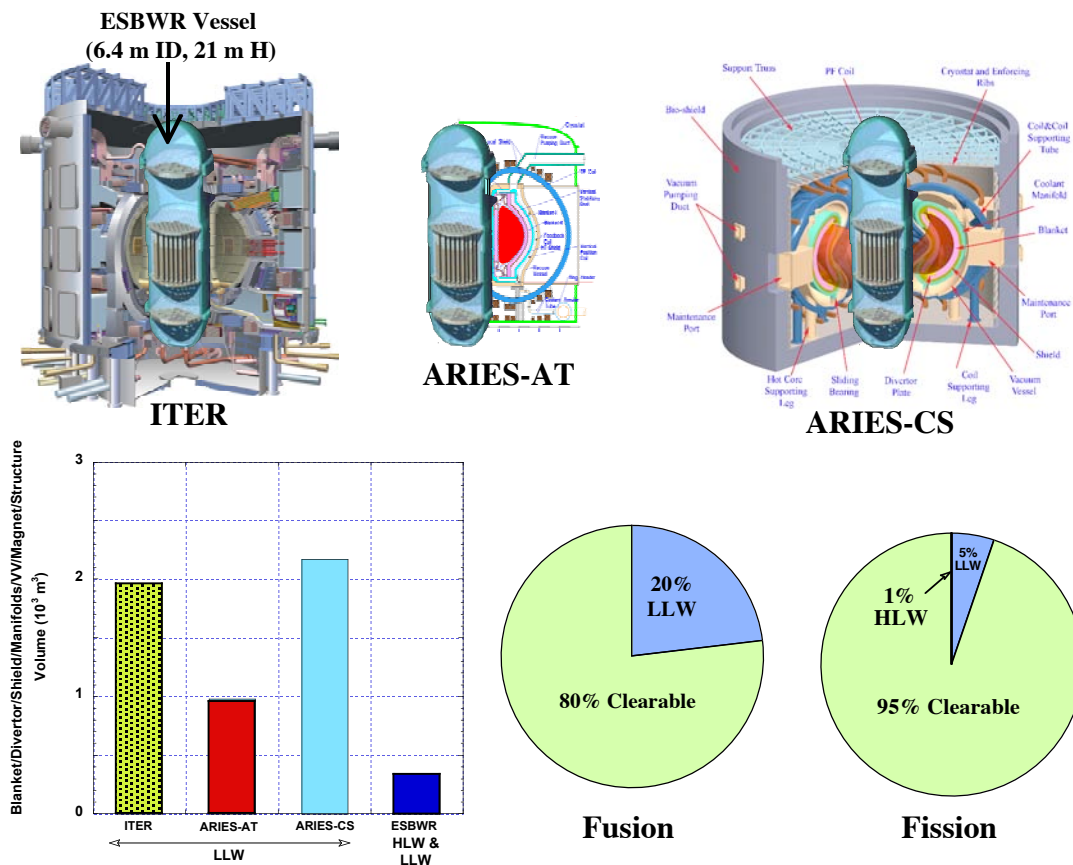 ESBWR Vessel
(6.4 m ID, 21 m H)
ITER
ARIES-AT
Support Truss
PF Coil
Cryostat and Enforcing
Ribs
Bio-shield
Coil&Coil
Supporting
Tube
Vacuum
Pumping
Duct
Coolant
Manifold
Blanket
Maintenance
Port
Maintenance
Port
Shield
Hot Core
Supporting
Leg
Sliding
Bearing
Divertor
Plate
Coil
Supporting
Leg
Vacuum
Vessel
ARIES-CS
Blanket/Divertor/Shield/Manifolds/VV/Magnet/Structure
Volume (10³ m³)
3
2
1
0
ITER
ARIES-AT
ARIES-CS
ESBWR
HLW &
LLW
LLW
20%
LLW
80% Clearable
Fusion
5%
LLW
1%
HLW
95% Clearable
Fission